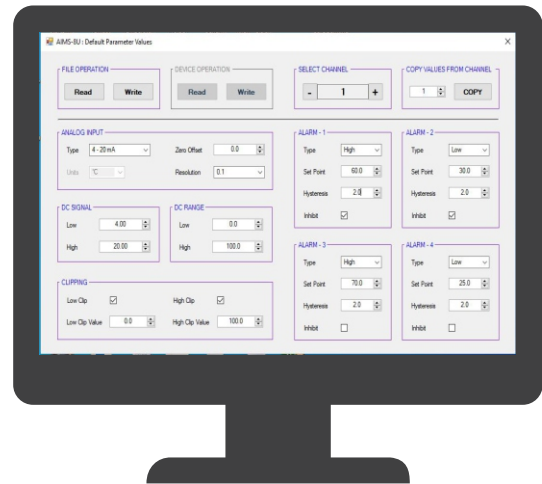 AIMS-8U : Default Parameter Values X
FILE OPERATION DEVICE OPERATION SELECT CHANNEL COPY VALUES FROM CHANNEL
Read Write Read Write - 1 + 1 COPY
ANALOG INPUT ALARM - 1 ALARM - 2
Type 4 - 20 mA Zero Offset 0.0 Type High Type Low
Units °C Resolution 0.1 Set Point 60.0 Set Point 30.0
Hysteresis 2.0 Hysteresis 2.0
DC SIGNAL DC RANGE Inhibit Inhibit
Low 4.00 Low 0.0
High 20.00 High 100.0 ALARM - 3 ALARM - 4
Type High Type Low
CLIPPING Set Point 70.0 Set Point 25.0
Low Clip High Clip Hysteresis 2.0 Hysteresis 2.0
Low Clip Value 0.0 High Clip Value 100.0 Inhibit Inhibit